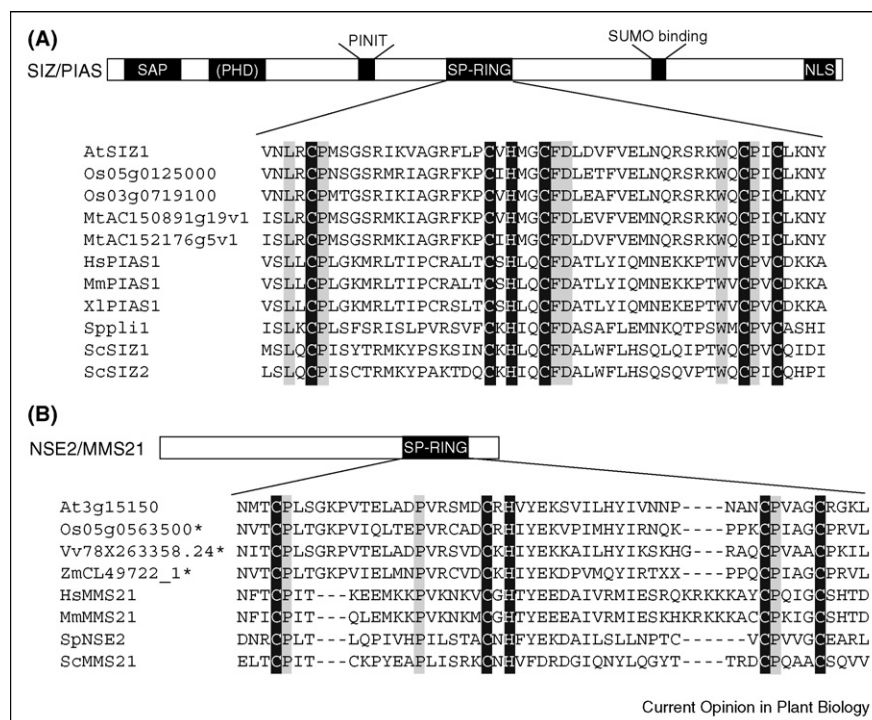 (A)
PINIT
SUMO binding
SIZ/PIAS
SAP
(PHD)
SP-RING
NLS
AtSIZ1 VNLRCPMSGSRIKVAGRFLPCVHMGCFDLDVFVELNQRSRKWQCPICLKNY
Os05g0125000 VNLRCPNSGSRMKIAGRFKPCIHMGCFDLETFVELNQRSRKWQCPICLKNY
Os03g0719100 VNLRCPMTGSRIKIAGRFKPCVHMGCFDLEAFVELNQRSRKWQCPICLKNY
MtAC150891g19v1 ISLRCPMSGSRMKIAGRFKPCVHMGCFDLEVFVEMNQRSRKWQCPICLKNY
MtAC152176g5v1 ISLRCPMSGSRMKIAGRFKPCIHMGCFDLDVFVEMNQRSRKWQCPICLKNY
HsPIAS1 VSLLCPLGKMRLTIPCRALTCSHLQCFDATLYIQMNEKKPTWVCPVCDKKA
MmPIAS1 VSLLCPLGKMRLTIPCRALTCSHLQCFDATLYIQMNEKKPTWVCPVCDKKA
XlPIAS1 VSLLCPLGKMRLTIPCRSLTCSHLQCFDATLYIQMNEKEPTWVCPVCDKKA
Sppli1 ISLKCPLSFSRISLPVRSVFCKHIQCFDASAFLEMNKQTPSWMCPVCASHI
ScSIZ1 MSLQCPISYTRMKYPSKSINCKHLQCFDALWFLHSQLQIPTWQCPVCQIDI
ScSIZ2 LSLQCPISCTRMKYPAKTDQCKHIQCFDALWFLHSQSQVPTWQCPICQHPI
(B)
NSE2/MMS21
SP-RING
At3g15150 NMTCPLSGKPVTELADPVRSMDCRHVYEKSVILHYIVNNP----NANCPVAGCRGKL
Os05g0563500* NVTCPLTGKPVIQLTEPVRCADCRHIYEKVPIMHYIRNQK----PPKCPIAGCPRVL
Vv78X263358.24* NITCPLSGRPVTELADPVRSVDCKHIYEKKAILHYIKSKHG---RAQCPVAACPKIL
ZmCL49722_1* NVTCPLTGKPVIELMNPVRCVDCKHIYEKDPVMQYIRTXX----PPQCPIAGCPRVL
HsMMS21 NFTCPIT---KEEMKKPVKNKVCGHTYEEDAIVRMIESRQKRKKKAYCPQIGCSHTD
MmMMS21 NFICPIT---QLEMKKPVKNKMCGHTYEEEAIVRMIESKHKRKKKACCPKIGCSHTD
SpNSE2 DNRCPLT---LQPIVHPILSTACNHFYEKDAILSLLNPTC------VCPVVGCEARL
ScMMS21 ELTCPIT---CKPYEAPLISRKCNHVFDRDGIQNYLQGYT----TRDCPQAACSQVV
Current Opinion in Plant Biology